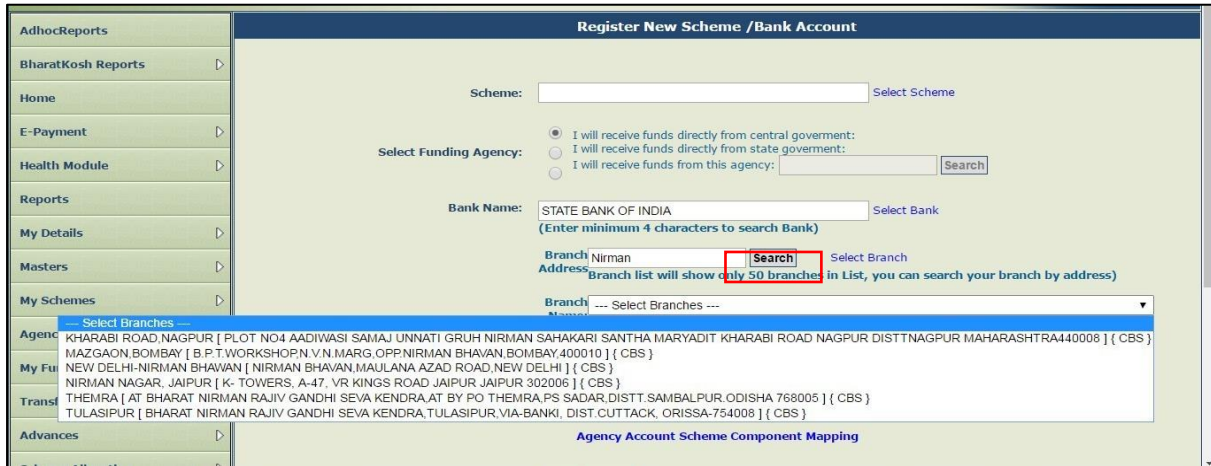 AdhocReports
BharatKosh Reports
Home
E-Payment
Health Module
Reports
My Details
Masters
My Schemes
Advances
Register New Scheme /Bank Account
Scheme: Select Scheme
Select Funding Agency:
I will receive funds directly from central goverment:
I will receive funds directly from state goverment:
I will receive funds from this agency: Search
Bank Name: STATE BANK OF INDIA Select Bank
(Enter minimum 4 characters to search Bank)
Branch Address Nirman Search Select Branch
Branch list will show only 50 branches in List, you can search your branch by address)
Branch Name: --- Select Branches ---
--- Select Branches ---
KHARABI ROAD,NAGPUR [ PLOT NO4 AADIWASI SAMAJ UNNATI GRUH NIRMAN SAHAKARI SANTHA MARYADIT KHARABI ROAD NAGPUR DISTTNAGPUR MAHARASHTRA440008 ] { CBS }
MAZGAON,BOMBAY [ B.P.T.WORKSHOP,N.V.N.MARG,OPP.NIRMAN BHAVAN,BOMBAY,400010 ] { CBS }
NEW DELHI-NIRMAN BHAWAN [ NIRMAN BHAVAN,MAULANA AZAD ROAD,NEW DELHI ] { CBS }
NIRMAN NAGAR, JAIPUR [ K- TOWERS, A-47, VR KINGS ROAD JAIPUR JAIPUR 302006 ] { CBS }
THEMRA [ AT BHARAT NIRMAN RAJIV GANDHI SEVA KENDRA,AT BY PO THEMRA,PS SADAR,DISTT.SAMBALPUR.ODISHA 768005 ] { CBS }
TULASIPUR [ BHARAT NIRMAN RAJIV GANDHI SEVA KENDRA,TULASIPUR,VIA-BANKI, DIST.CUTTACK, ORISSA-754008 ] { CBS }
Agency Account Scheme Component Mapping